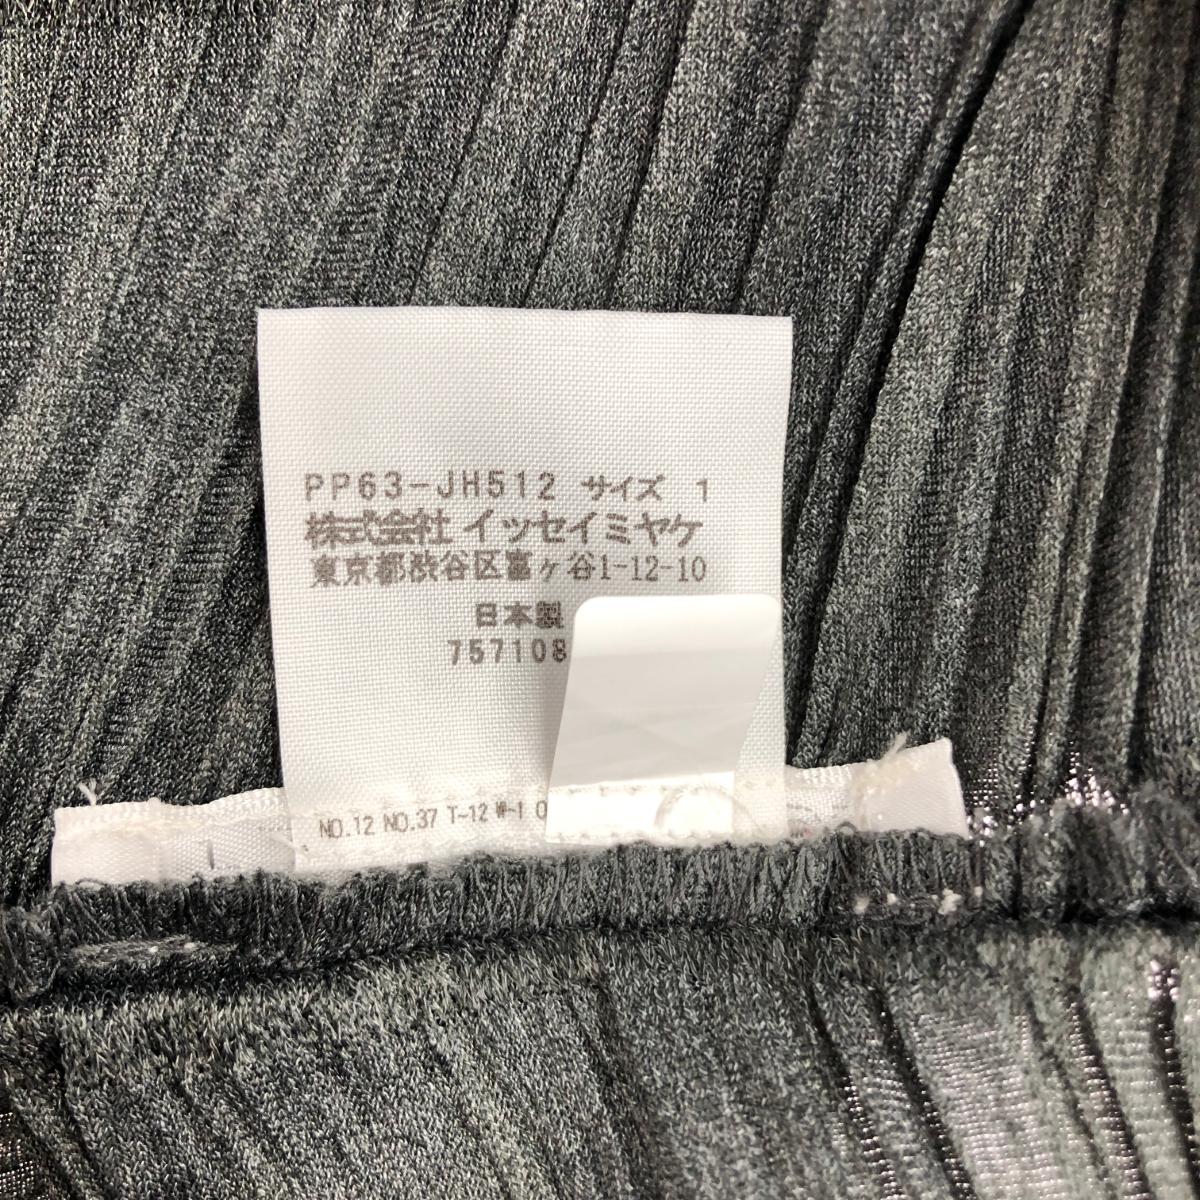 PP63-JH512 サイズ 1
株式会社 イッセイミヤケ
東京都渋谷区富ヶ谷1-12-10
日本製
757108
NO.12 NO.37 T-12 W-1 O